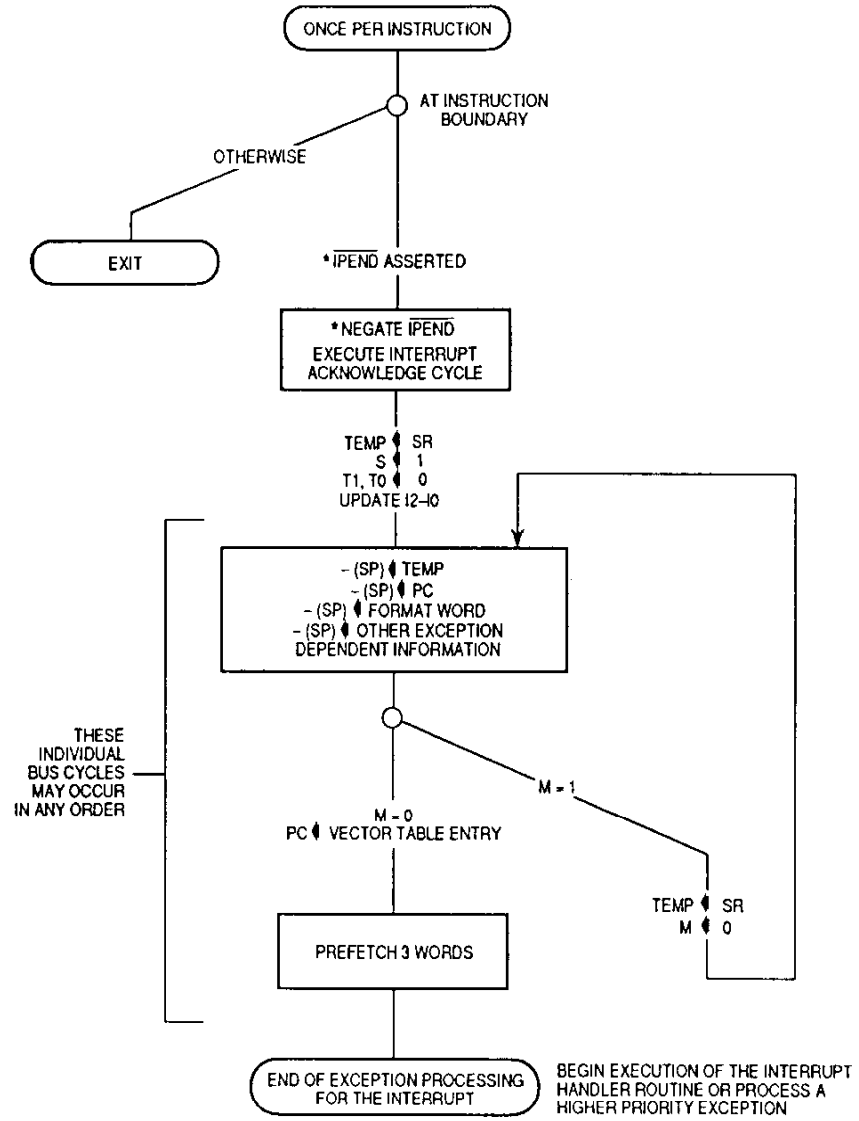 ONCE PER INSTRUCTION
AT INSTRUCTION
BOUNDARY
OTHERWISE
EXIT
* IPEND ASSERTED
* NEGATE IPEND
EXECUTE INTERRUPT
ACKNOWLEDGE CYCLE
TEMP ◀ SR
S ◀ 1
T1, T0 ◀ 0
UPDATE I2–I0
– (SP) ◀ TEMP
– (SP) ◀ PC
– (SP) ◀ FORMAT WORD
– (SP) ◀ OTHER EXCEPTION
DEPENDENT INFORMATION
THESE
INDIVIDUAL
BUS CYCLES
MAY OCCUR
IN ANY ORDER
M = 1
M = 0
PC ◀ VECTOR TABLE ENTRY
TEMP ◀ SR
M ◀ 0
PREFETCH 3 WORDS
END OF EXCEPTION PROCESSING
FOR THE INTERRUPT
BEGIN EXECUTION OF THE INTERRUPT
HANDLER ROUTINE OR PROCESS A
HIGHER PRIORITY EXCEPTION